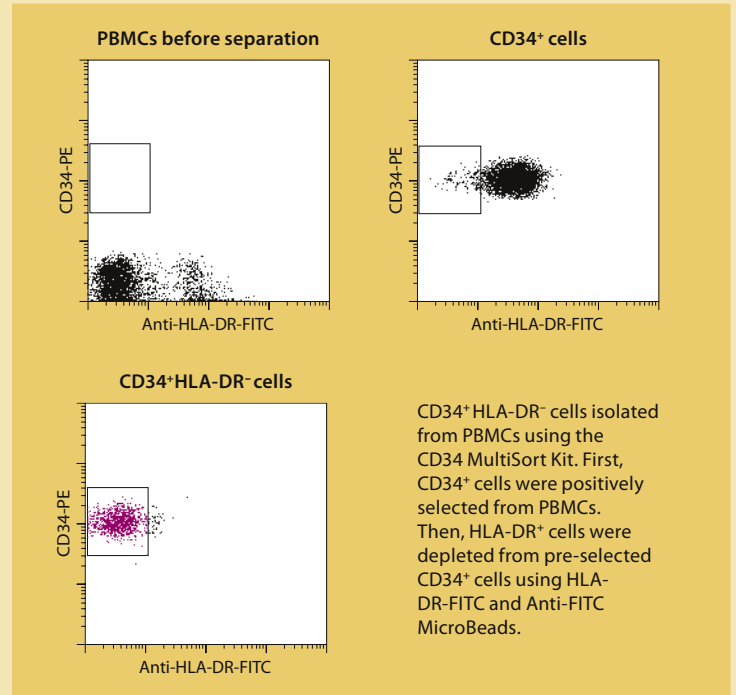 PBMCs before separation
CD34-PE
Anti-HLA-DR-FITC
CD34⁺ cells
CD34-PE
Anti-HLA-DR-FITC
CD34⁺HLA-DR⁻ cells
CD34-PE
Anti-HLA-DR-FITC
CD34⁺ HLA-DR⁻ cells isolated
from PBMCs using the
CD34 MultiSort Kit. First,
CD34⁺ cells were positively
selected from PBMCs.
Then, HLA-DR⁺ cells were
depleted from pre-selected
CD34⁺ cells using HLA-
DR-FITC and Anti-FITC
MicroBeads.